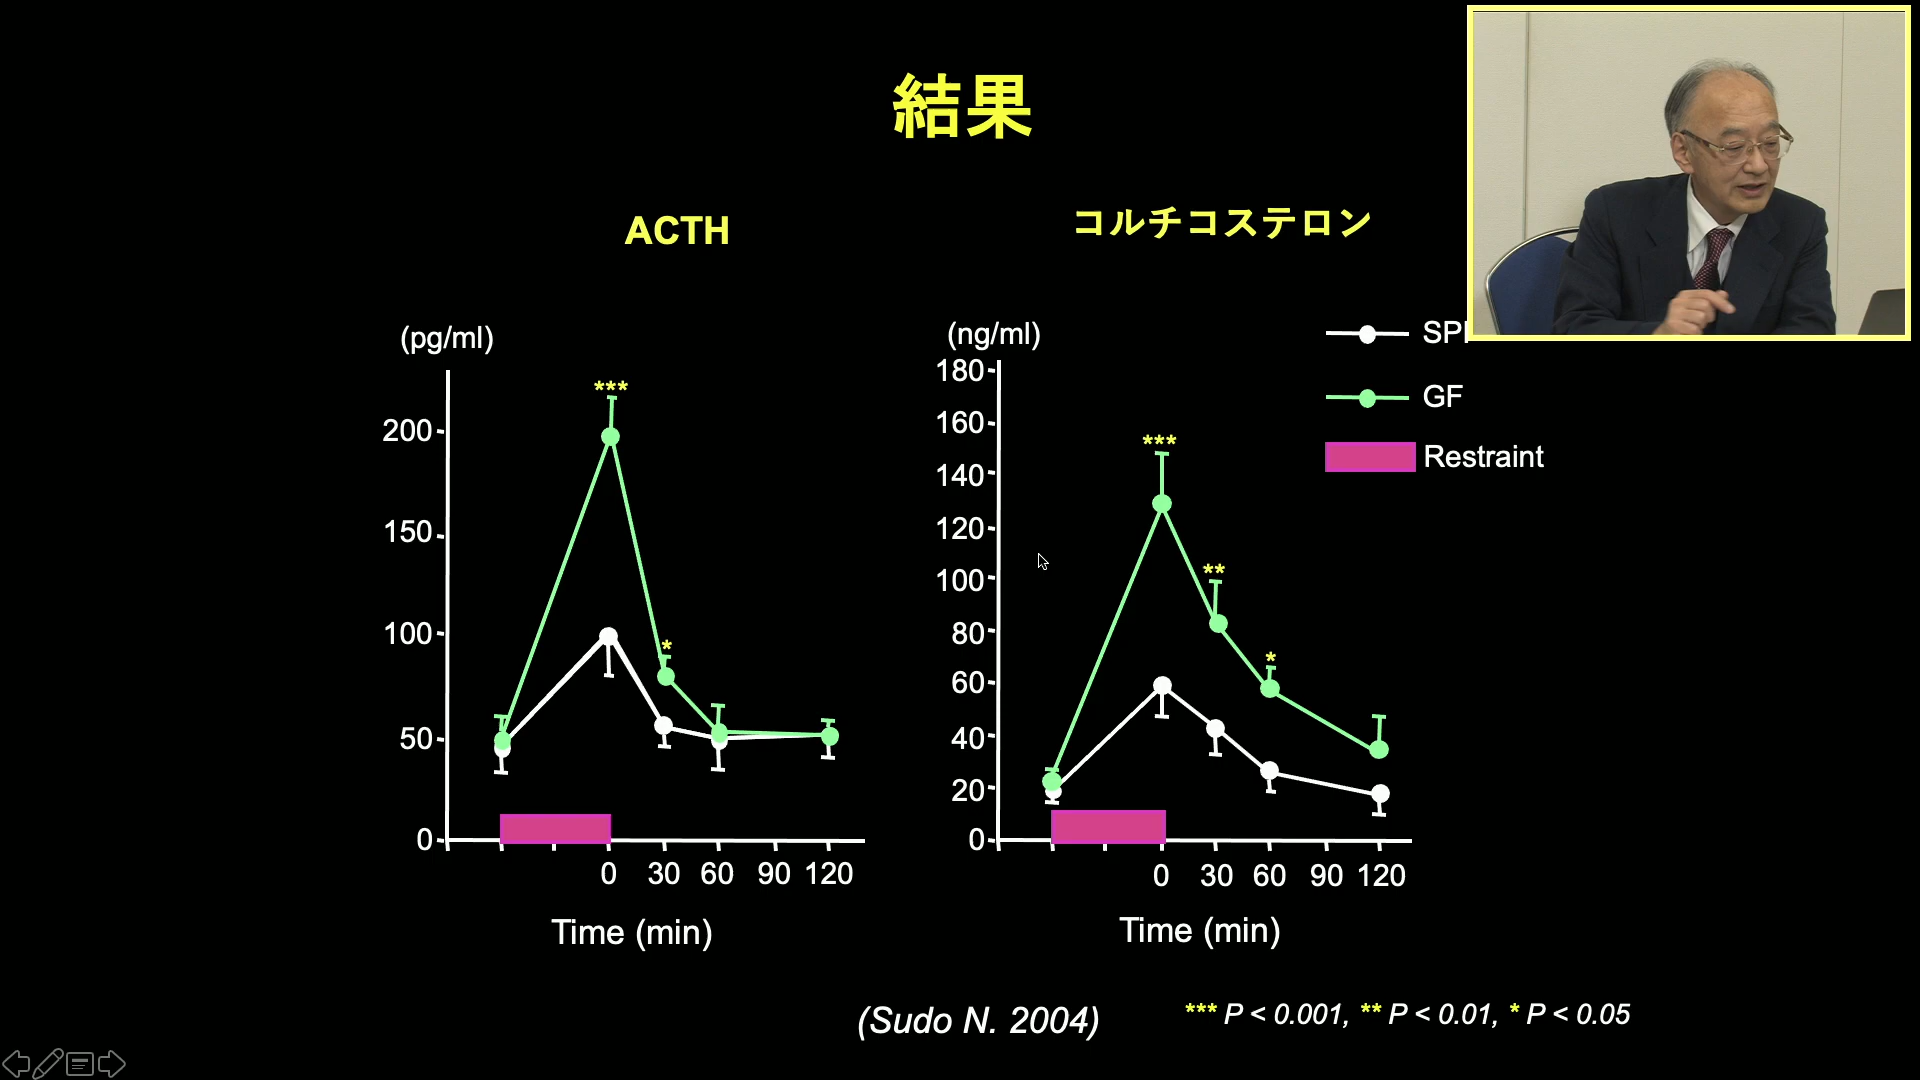 結果
ACTH
コルチコステロン
(pg/ml)
200
150
100
50
0
***
*
0 30 60 90 120
Time (min)
(ng/ml)
180
160
140
120
100
80
60
40
20
0
***
**
*
0 30 60 90 120
Time (min)
GF
Restraint
(Sudo N. 2004)
*** P < 0.001, ** P < 0.01, * P < 0.05